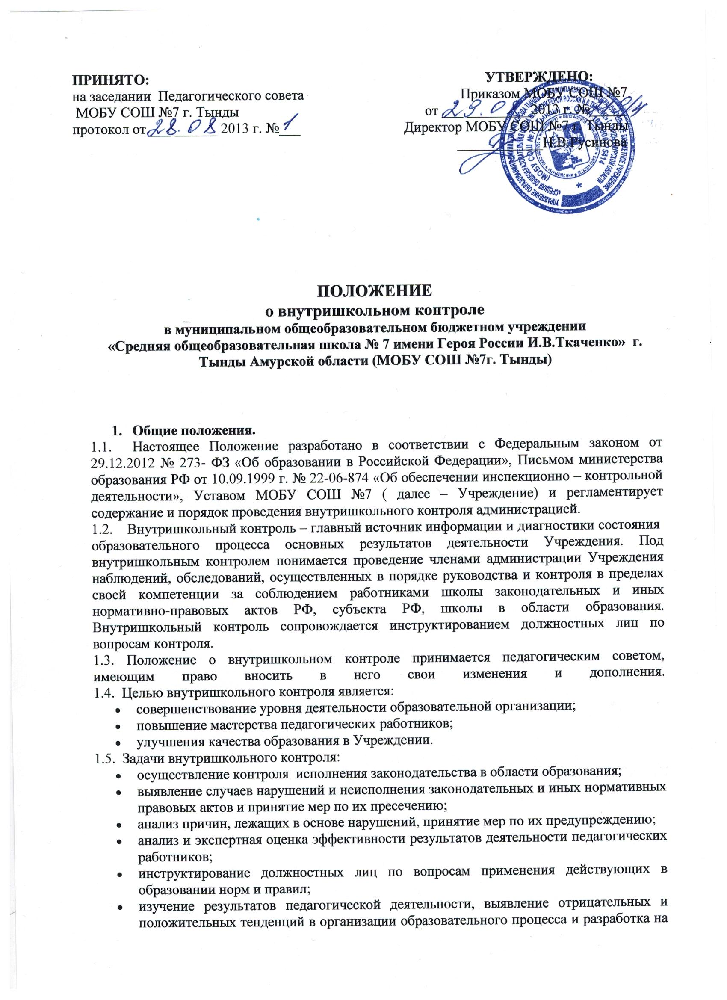 ПРИНЯТО:
на заседании Педагогического совета
МОБУ СОШ №7 г. Тынды
протокол от 28.08 2013 г. №1
УТВЕРЖДЕНО:
Приказом МОБУ СОШ №7
от 29.08 2013 г. №
Директор МОБУ СОШ №7 г. Тынды
Н.В.Русинова
ПОЛОЖЕНИЕ
о внутришкольном контроле
в муниципальном общеобразовательном бюджетном учреждении
«Средняя общеобразовательная школа № 7 имени Героя России И.В.Ткаченко» г.
Тынды Амурской области (МОБУ СОШ №7г. Тынды)
1. Общие положения.
1.1. Настоящее Положение разработано в соответствии с Федеральным законом от
29.12.2012 № 273- ФЗ «Об образовании в Российской Федерации», Письмом министерства
образования РФ от 10.09.1999 г. № 22-06-874 «Об обеспечении инспекционно – контрольной
деятельности», Уставом МОБУ СОШ №7 ( далее – Учреждение) и регламентирует
содержание и порядок проведения внутришкольного контроля администрацией.
1.2. Внутришкольный контроль – главный источник информации и диагностики состояния
образовательного процесса основных результатов деятельности Учреждения. Под
внутришкольным контролем понимается проведение членами администрации Учреждения
наблюдений, обследований, осуществленных в порядке руководства и контроля в пределах
своей компетенции за соблюдением работниками школы законодательных и иных
нормативно-правовых актов РФ, субъекта РФ, школы в области образования.
Внутришкольный контроль сопровождается инструктированием должностных лиц по
вопросам контроля.
1.3. Положение о внутришкольном контроле принимается педагогическим советом,
имеющим право вносить в него свои изменения и дополнения.
1.4. Целью внутришкольного контроля является:
• совершенствование уровня деятельности образовательной организации;
• повышение мастерства педагогических работников;
• улучшения качества образования в Учреждении.
1.5. Задачи внутришкольного контроля:
• осуществление контроля исполнения законодательства в области образования;
• выявление случаев нарушений и неисполнения законодательных и иных нормативных
правовых актов и принятие мер по их пресечению;
• анализ причин, лежащих в основе нарушений, принятие мер по их предупреждению;
• анализ и экспертная оценка эффективности результатов деятельности педагогических
работников;
• инструктирование должностных лиц по вопросам применения действующих в
образовании норм и правил;
• изучение результатов педагогической деятельности, выявление отрицательных и
положительных тенденций в организации образовательного процесса и разработка на